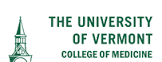 THE UNIVERSITY
OF VERMONT
COLLEGE OF MEDICINE